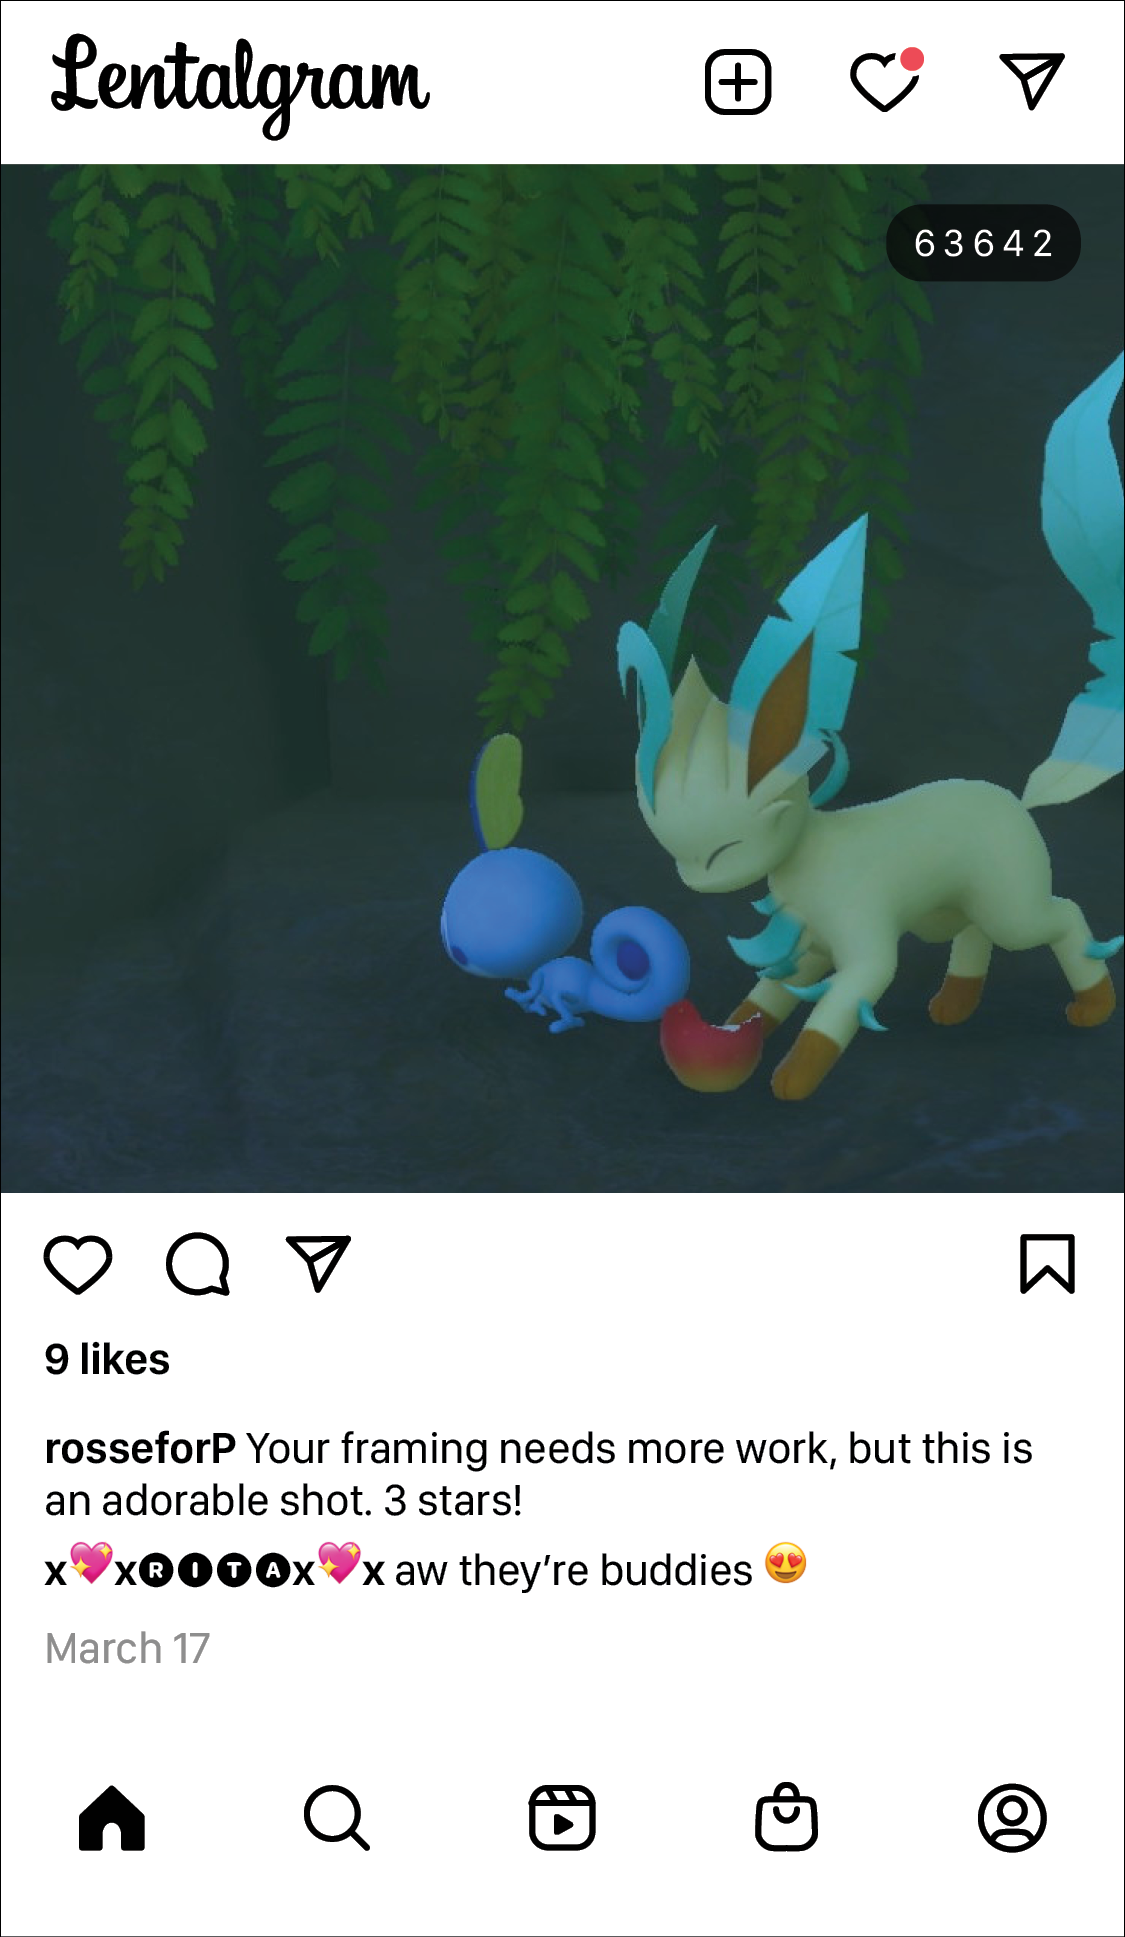 Lentalgram
63642
9 likes
rosseforP Your framing needs more work, but this is
an adorable shot. 3 stars!
x💖x🅡🅘🅣🅐x💖x aw they’re buddies 😍
March 17